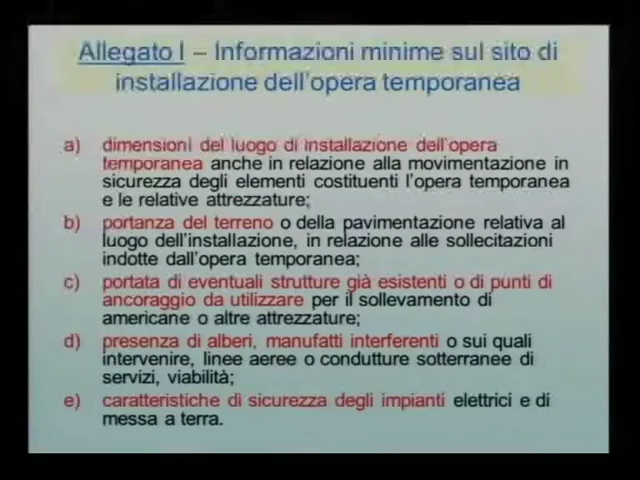 Allegato I – Informazioni minime sul sito di
installazione dell'opera temporanea
a) dimensioni del luogo di installazione dell'opera
temporanea anche in relazione alla movimentazione in
sicurezza degli elementi costituenti l'opera temporanea
e le relative attrezzature;
b) portanza del terreno o della pavimentazione relativa al
luogo dell'installazione, in relazione alle sollecitazioni
indotte dall'opera temporanea;
c) portata di eventuali strutture già esistenti o di punti di
ancoraggio da utilizzare per il sollevamento di
americane o altre attrezzature;
d) presenza di alberi, manufatti interferenti o sui quali
intervenire, linee aeree o condutture sotterranee di
servizi, viabilità;
e) caratteristiche di sicurezza degli impianti elettrici e di
messa a terra.